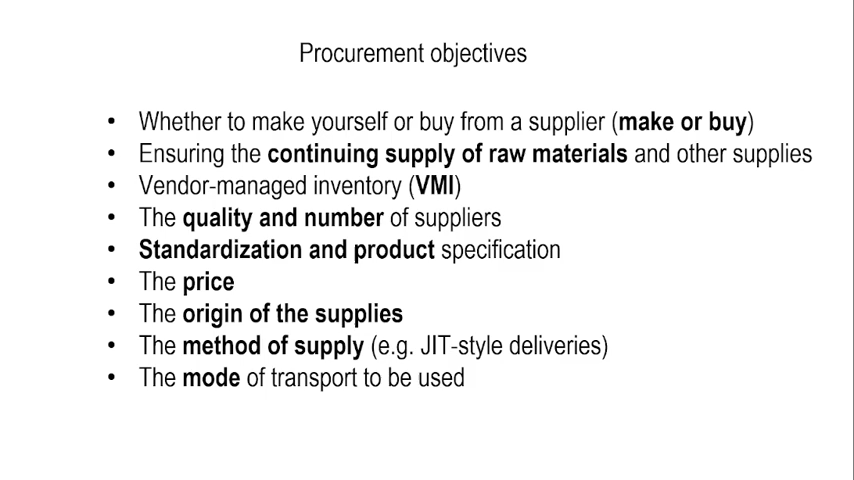 Procurement objectives
• Whether to make yourself or buy from a supplier (make or buy)
• Ensuring the continuing supply of raw materials and other supplies
• Vendor-managed inventory (VMI)
• The quality and number of suppliers
• Standardization and product specification
• The price
• The origin of the supplies
• The method of supply (e.g. JIT-style deliveries)
• The mode of transport to be used